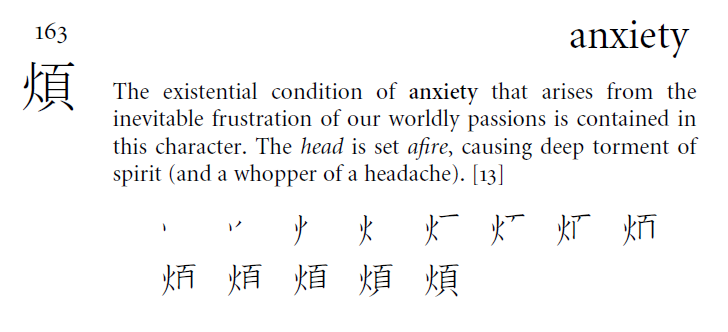 163
anxiety
煩
The existential condition of anxiety that arises from the
inevitable frustration of our worldly passions is contained in
this character. The head is set afire, causing deep torment of
spirit (and a whopper of a headache). [13]